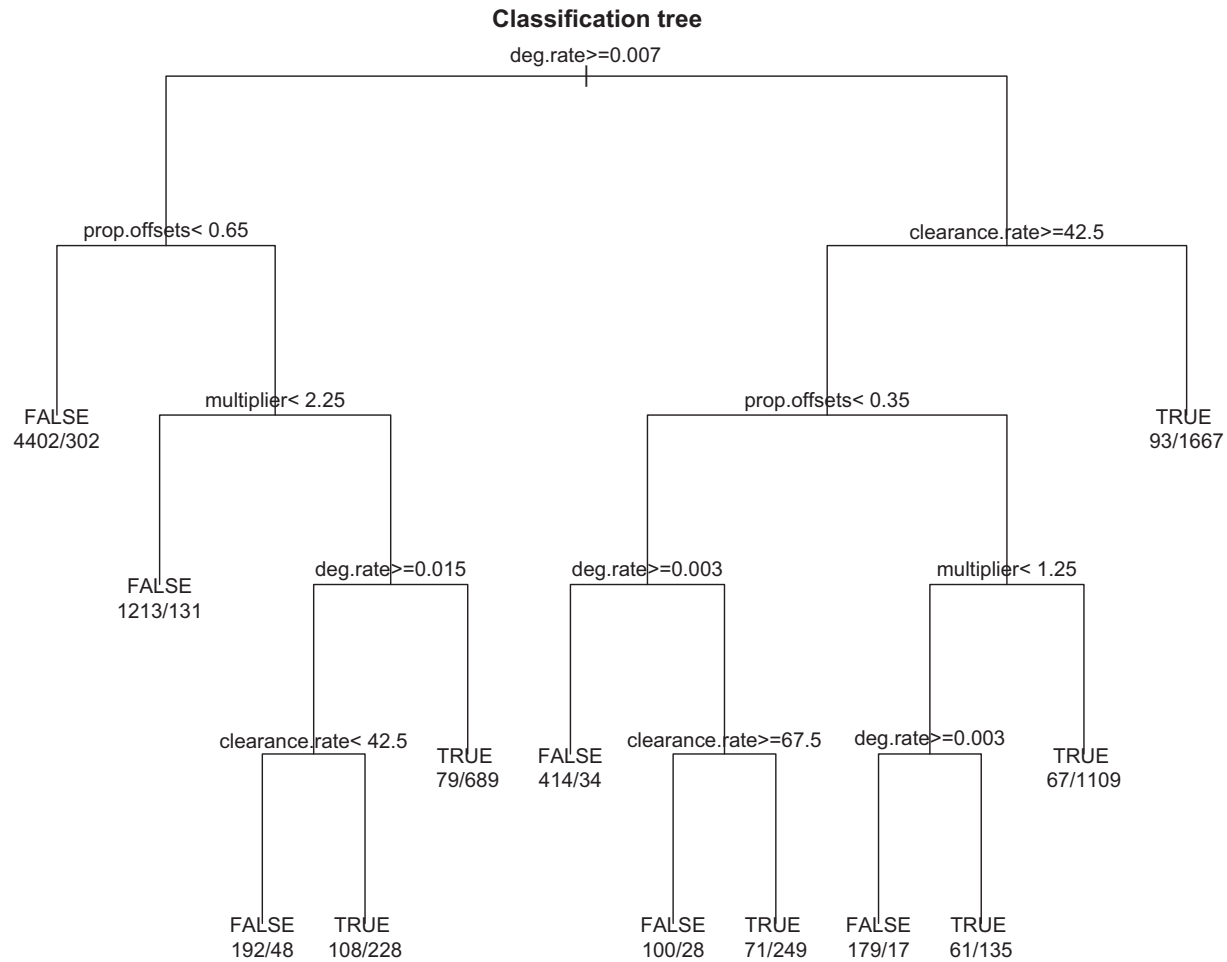 Classification tree
deg.rate>=0.007
prop.offsets< 0.65
clearance.rate>=42.5
multiplier< 2.25
prop.offsets< 0.35
FALSE
4402/302
TRUE
93/1667
deg.rate>=0.015
deg.rate>=0.003
multiplier< 1.25
FALSE
1213/131
clearance.rate< 42.5
TRUE
79/689
FALSE
414/34
clearance.rate>=67.5
deg.rate>=0.003
TRUE
67/1109
FALSE
192/48
TRUE
108/228
FALSE
100/28
TRUE
71/249
FALSE
179/17
TRUE
61/135